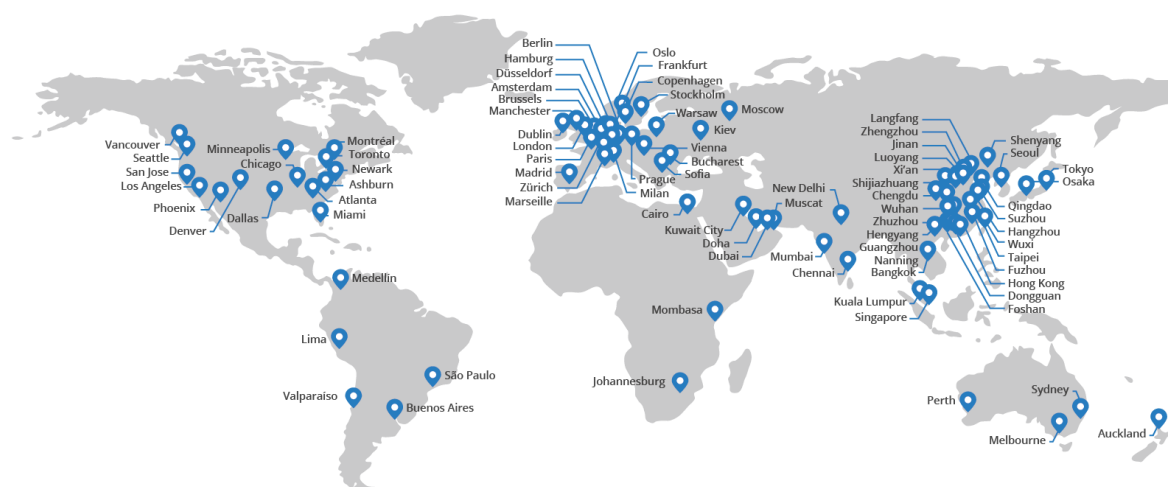 Vancouver
Seattle
San Jose
Los Angeles
Phoenix
Denver
Minneapolis
Chicago
Dallas
Montréal
Toronto
Newark
Ashburn
Atlanta
Miami
Medellin
Lima
São Paulo
Valparaiso
Buenos Aires
Berlin
Hamburg
Düsseldorf
Amsterdam
Brussels
Manchester
Dublin
London
Paris
Madrid
Zürich
Marseille
Oslo
Frankfurt
Copenhagen
Stockholm
Warsaw
Moscow
Kiev
Vienna
Bucharest
Sofia
Prague
Milan
Cairo
Kuwait City
Doha
Dubai
New Delhi
Muscat
Mumbai
Chennai
Mombasa
Johannesburg
Langfang
Zhengzhou
Jinan
Luoyang
Xi'an
Shijiazhuang
Chengdu
Wuhan
Zhuzhou
Hengyang
Guangzhou
Nanning
Bangkok
Kuala Lumpur
Singapore
Shenyang
Seoul
Tokyo
Osaka
Qingdao
Suzhou
Hangzhou
Wuxi
Taipei
Fuzhou
Hong Kong
Dongguan
Foshan
Perth
Sydney
Melbourne
Auckland